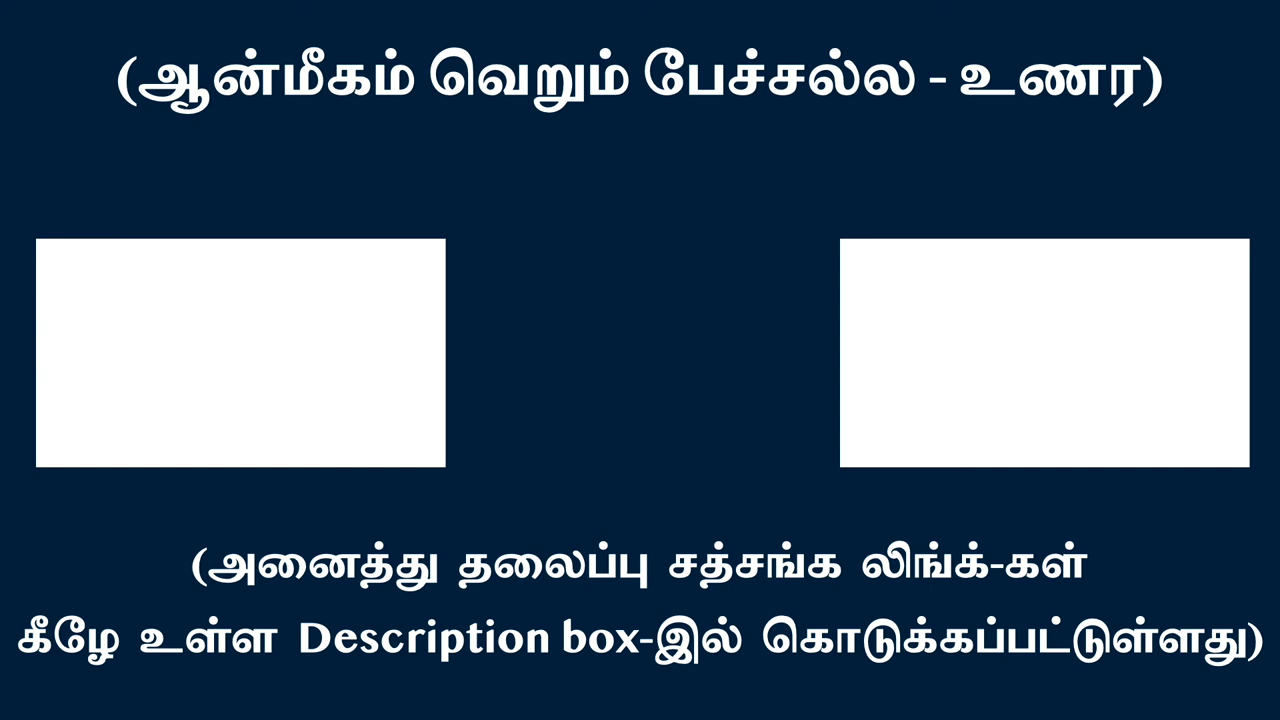 (ஆன்மீகம் வெறும் பேச்சல்ல - உணர)
(அனைத்து தலைப்பு சத்சங்க லிங்க்-கள்
கீழே உள்ள Description box-இல் கொடுக்கப்பட்டுள்ளது)